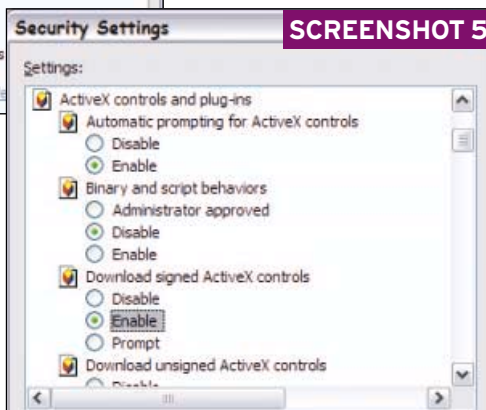 Security Settings
SCREENSHOT 5
Settings:
ActiveX controls and plug-ins
Automatic prompting for ActiveX controls
Disable
Enable
Binary and script behaviors
Administrator approved
Disable
Enable
Download signed ActiveX controls
Disable
Enable
Prompt
Download unsigned ActiveX controls
Disable